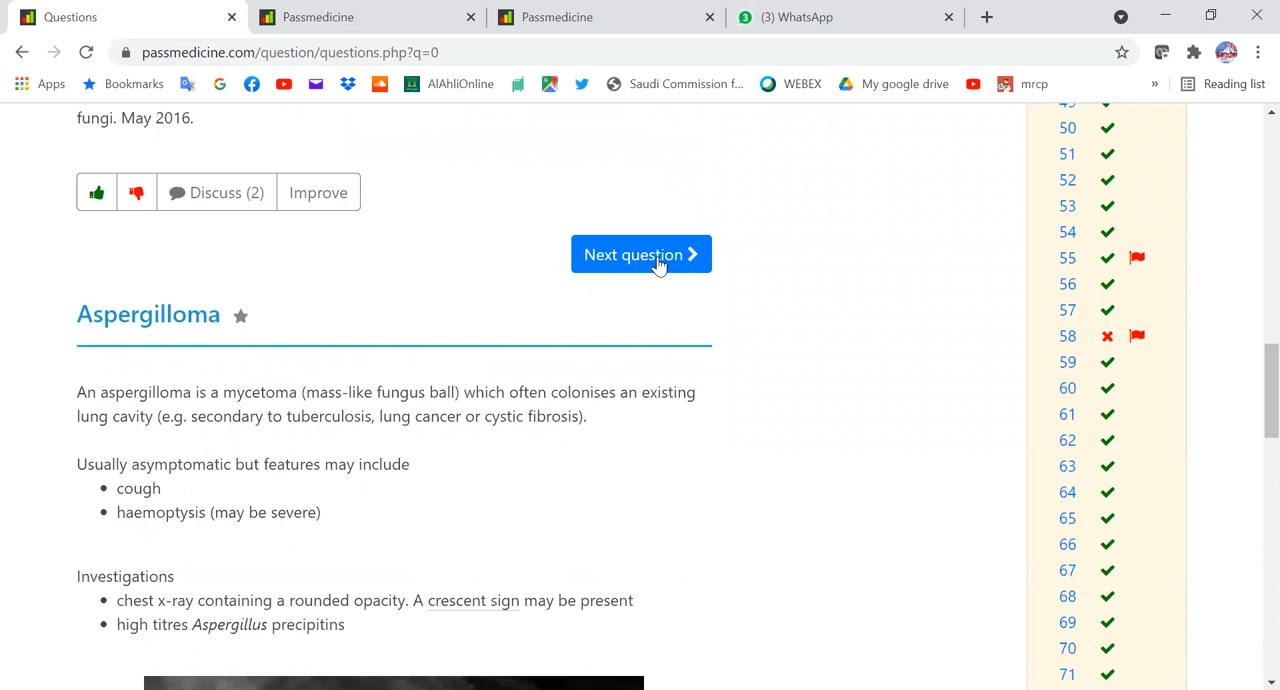 Questions
Passmedicine
Passmedicine
(3) WhatsApp
passmedicine.com/question/questions.php?q=0
Apps
Bookmarks
AlAhliOnline
Saudi Commission f...
WEBEX
My google drive
mrcp
»
Reading list
fungi. May 2016.
Discuss (2)
Improve
Next question
Aspergilloma
An aspergilloma is a mycetoma (mass-like fungus ball) which often colonises an existing
lung cavity (e.g. secondary to tuberculosis, lung cancer or cystic fibrosis).
Usually asymptomatic but features may include
• cough
• haemoptysis (may be severe)
Investigations
• chest x-ray containing a rounded opacity. A crescent sign may be present
• high titres Aspergillus precipitins
49
50
51
52
53
54
55
56
57
58
59
60
61
62
63
64
65
66
67
68
69
70
71